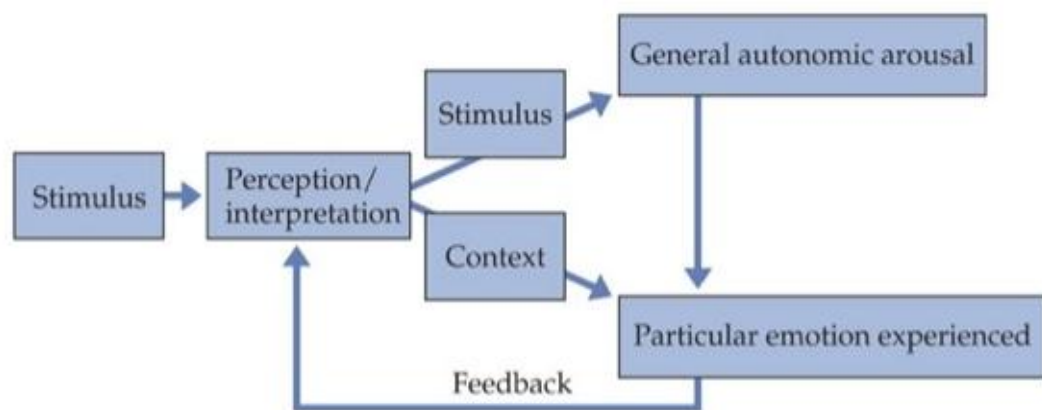 General autonomic arousal
Stimulus
Stimulus
Perception/
interpretation
Context
Particular emotion experienced
Feedback